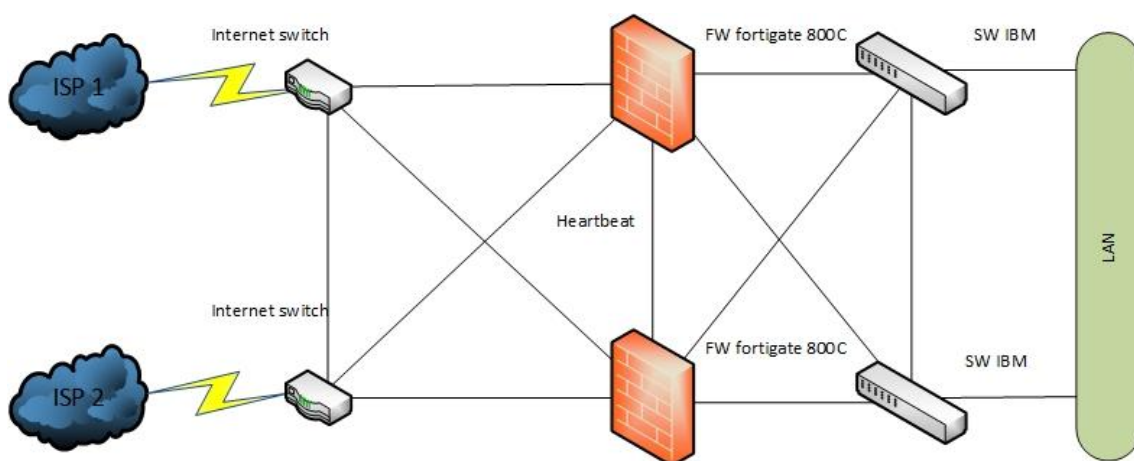 Internet switch
FW fortigate 800C
SW IBM
ISP 1
Heartbeat
LAN
Internet switch
FW fortigate 800C
SW IBM
ISP 2